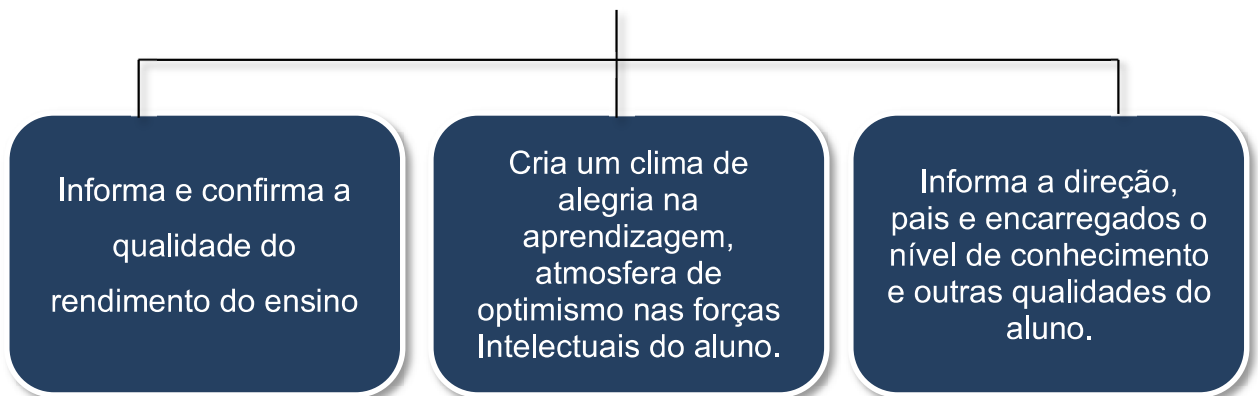 Informa e confirma a
qualidade do
rendimento do ensino
Cria um clima de
alegria na
aprendizagem,
atmosfera de
optimismo nas forças
Intelectuais do aluno.
Informa a direção,
pais e encarregados o
nível de conhecimento
e outras qualidades do
aluno.